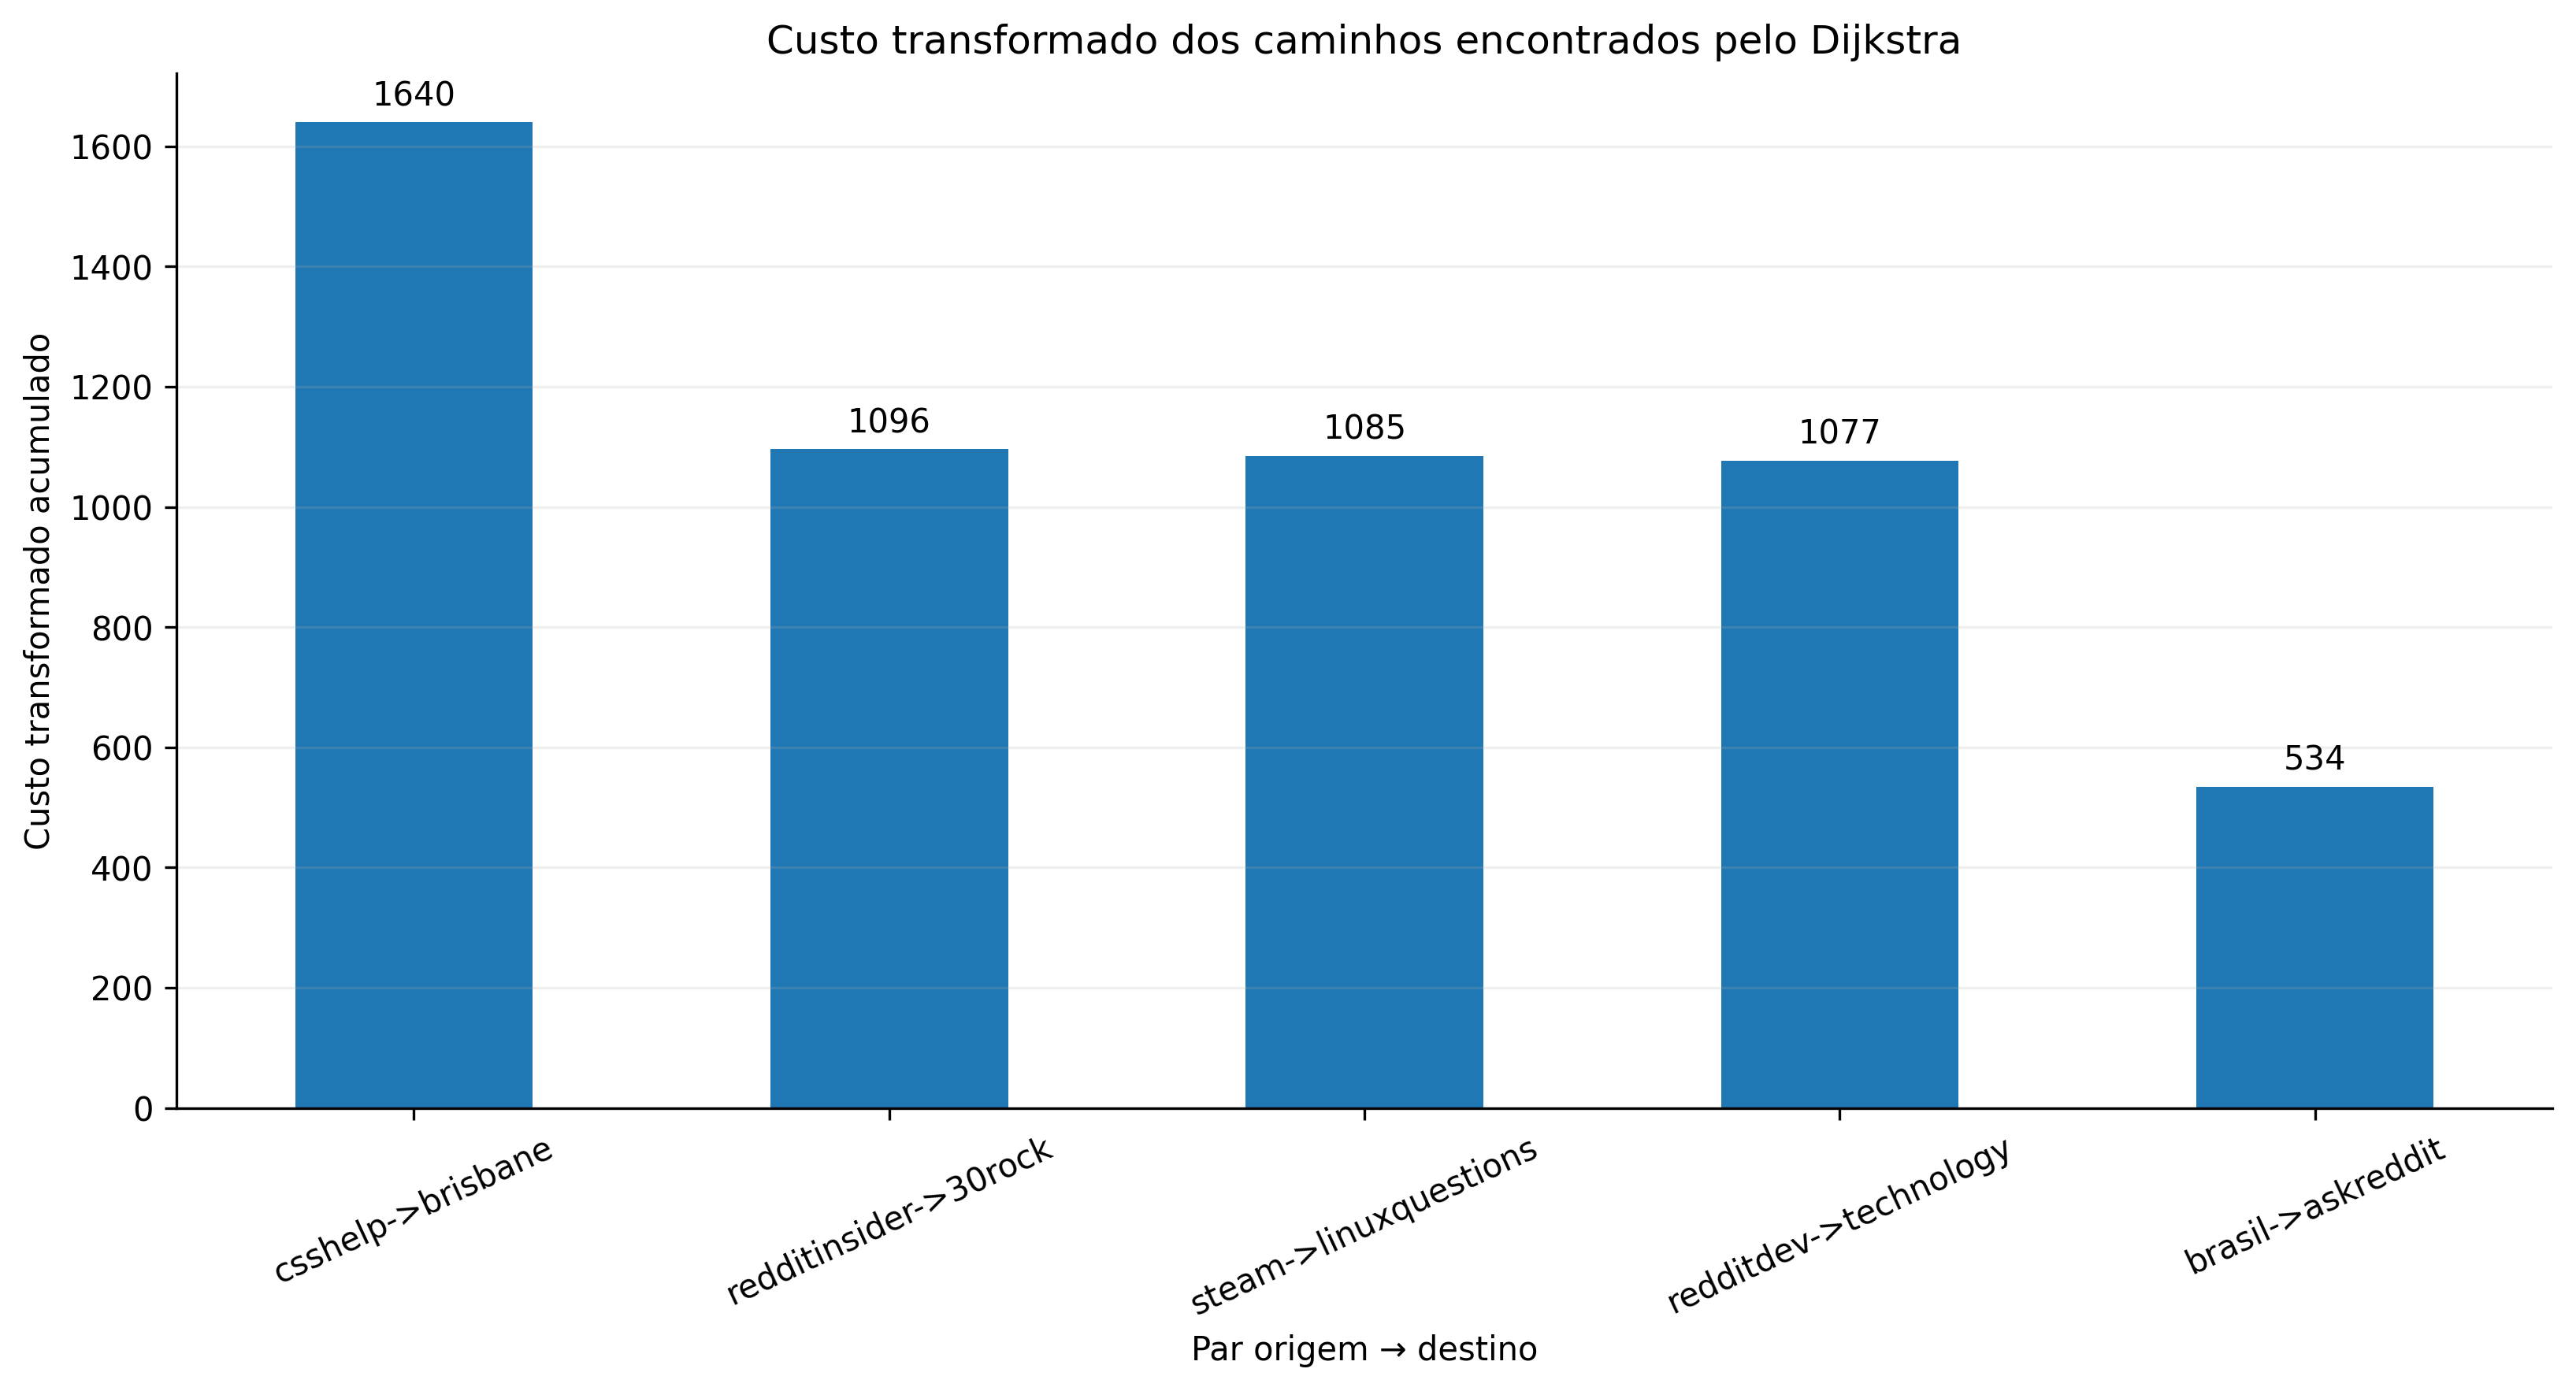 Custo transformado dos caminhos encontrados pelo Dijkstra
Custo transformado acumulado
1600
1400
1200
1000
800
600
400
200
0
1640
1096
1085
1077
534
csshelp->brisbane
redditinsider->30rock
steam->linuxquestions
redditdev->technology
brasil->askreddit
Par origem → destino